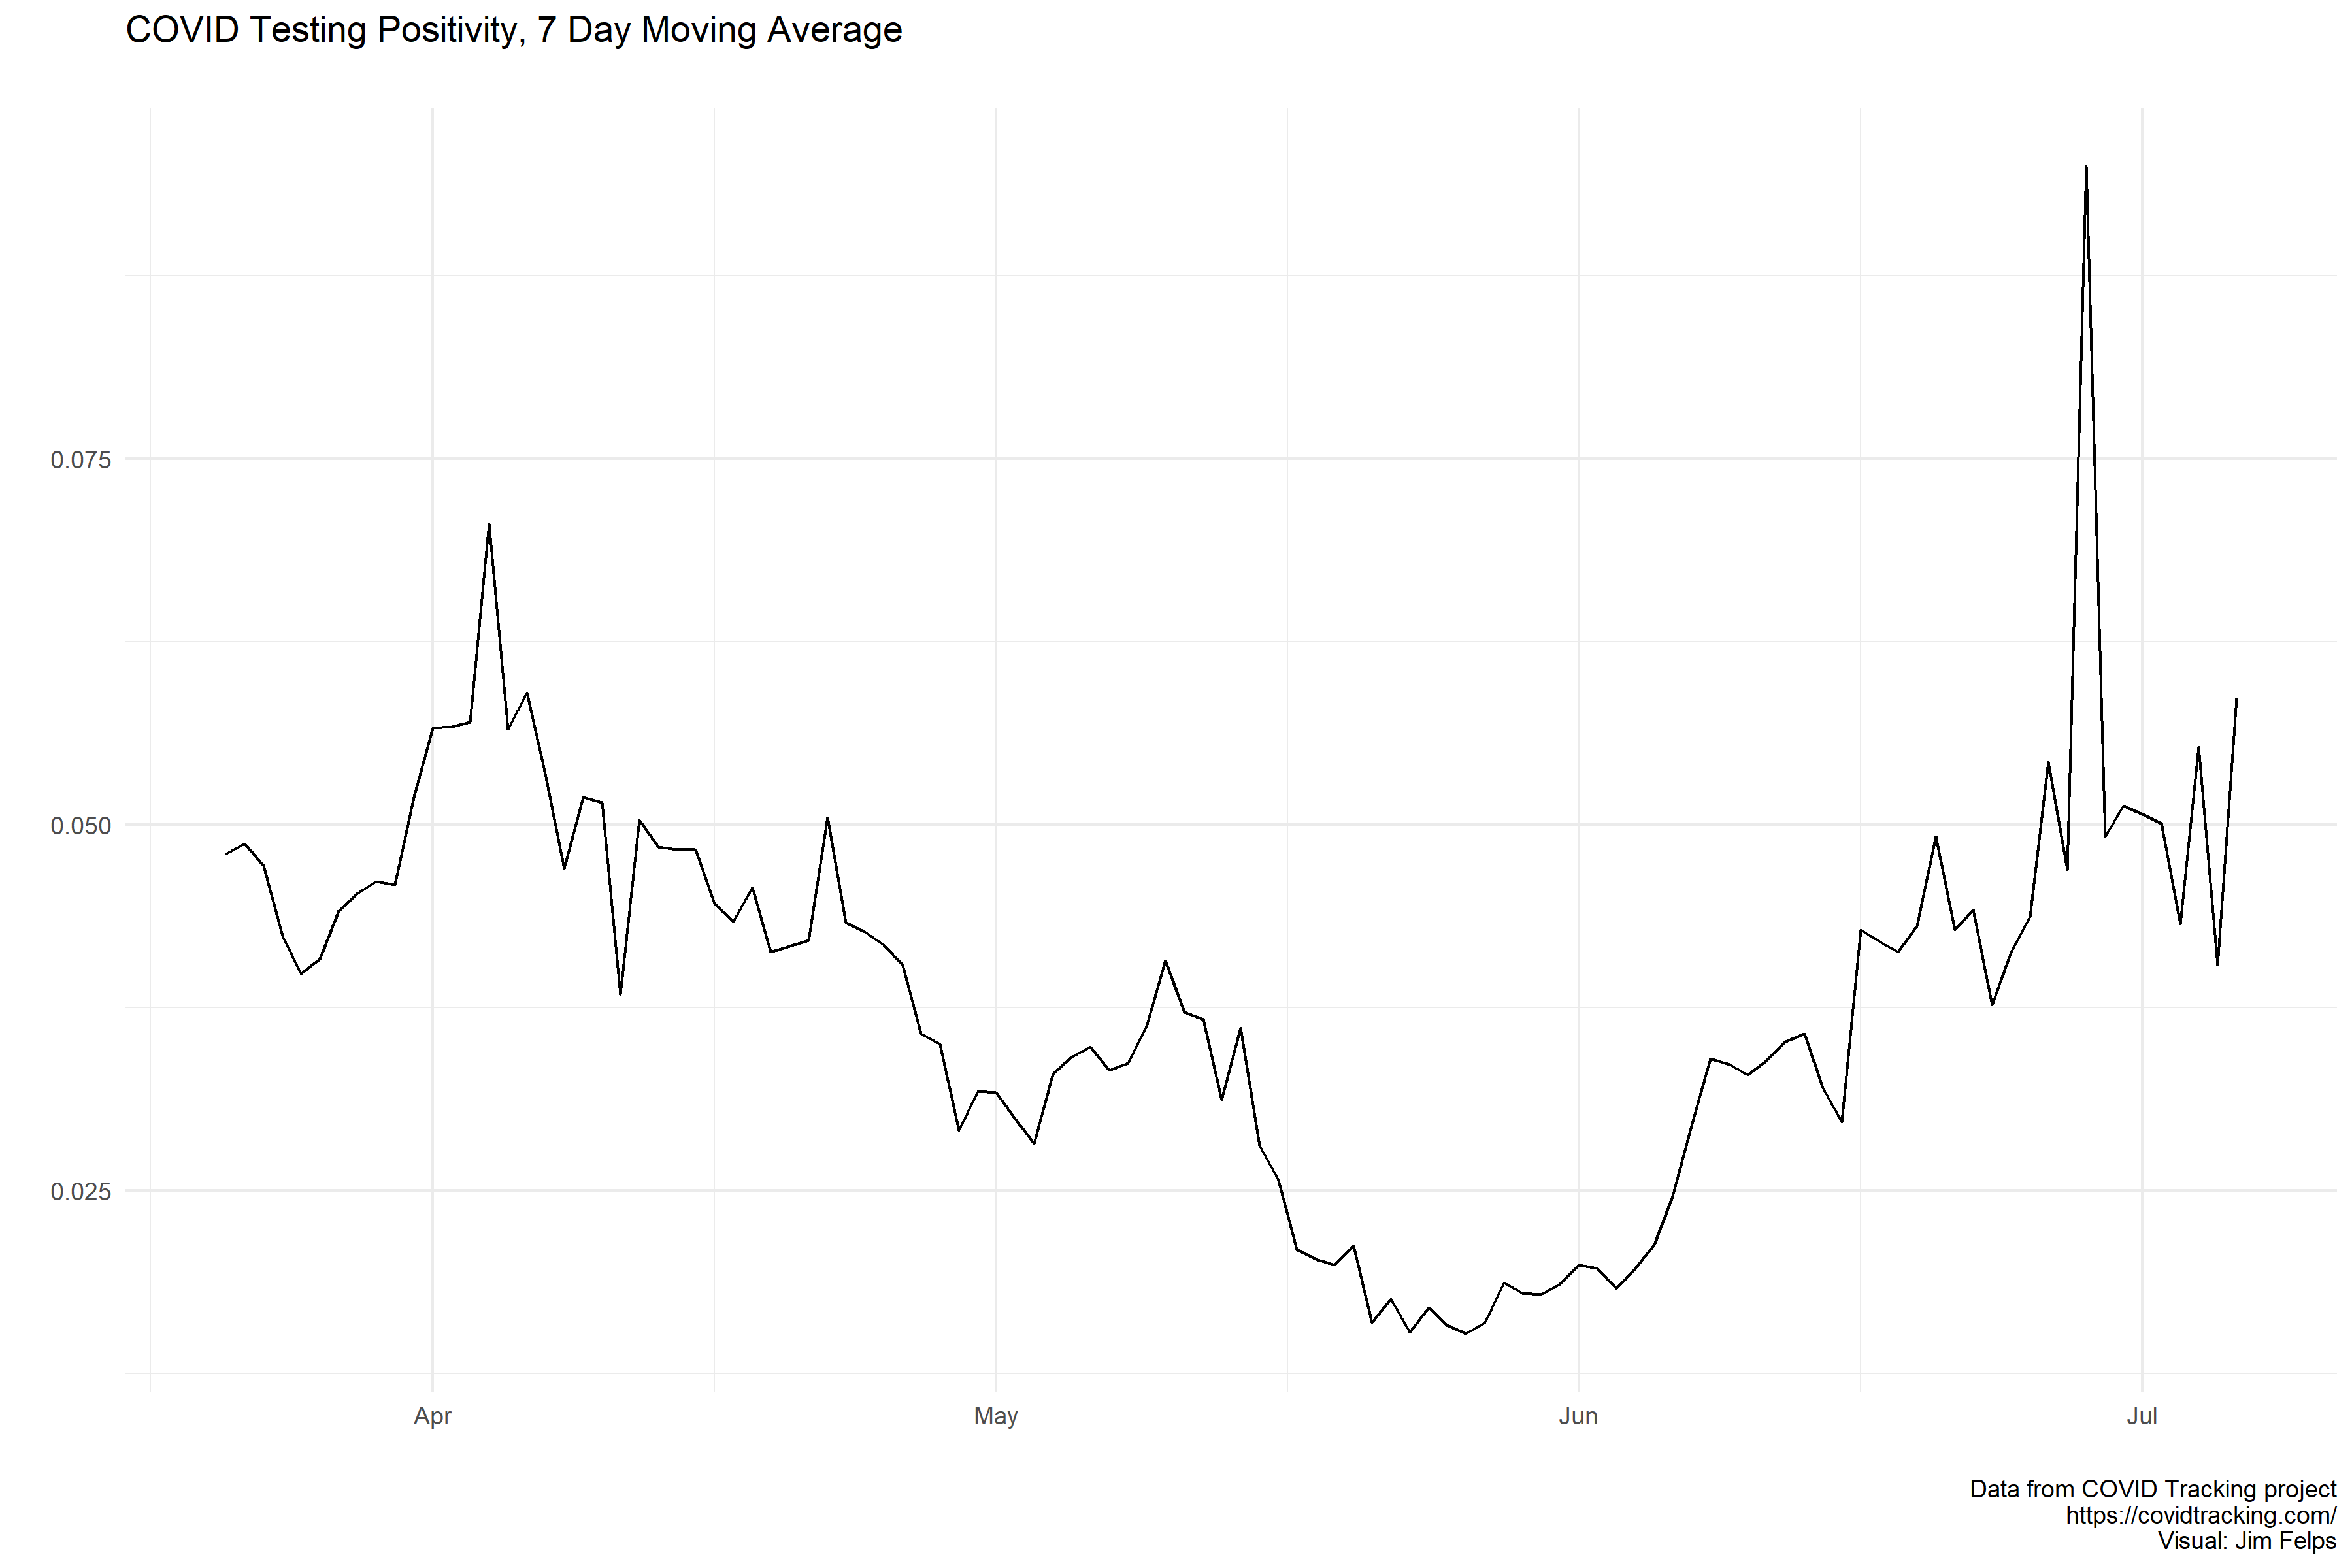 COVID Testing Positivity, 7 Day Moving Average
0.075
0.050
0.025
Apr May Jun Jul
Data from COVID Tracking project
https://covidtracking.com/
Visual: Jim Felps